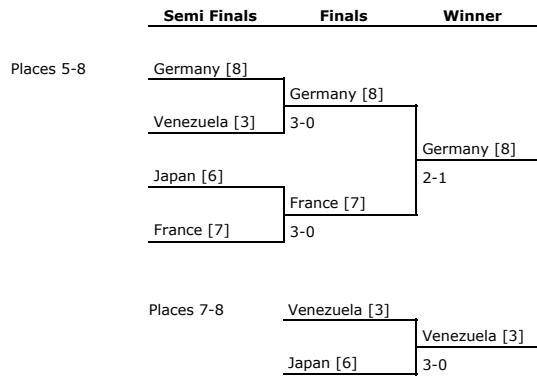 Semi Finals Finals Winner
Places 5-8 Germany [8]
Germany [8]
Venezuela [3] 3-0
Germany [8]
Japan [6] 2-1
France [7]
France [7] 3-0
Places 7-8 Venezuela [3]
Venezuela [3]
Japan [6] 3-0